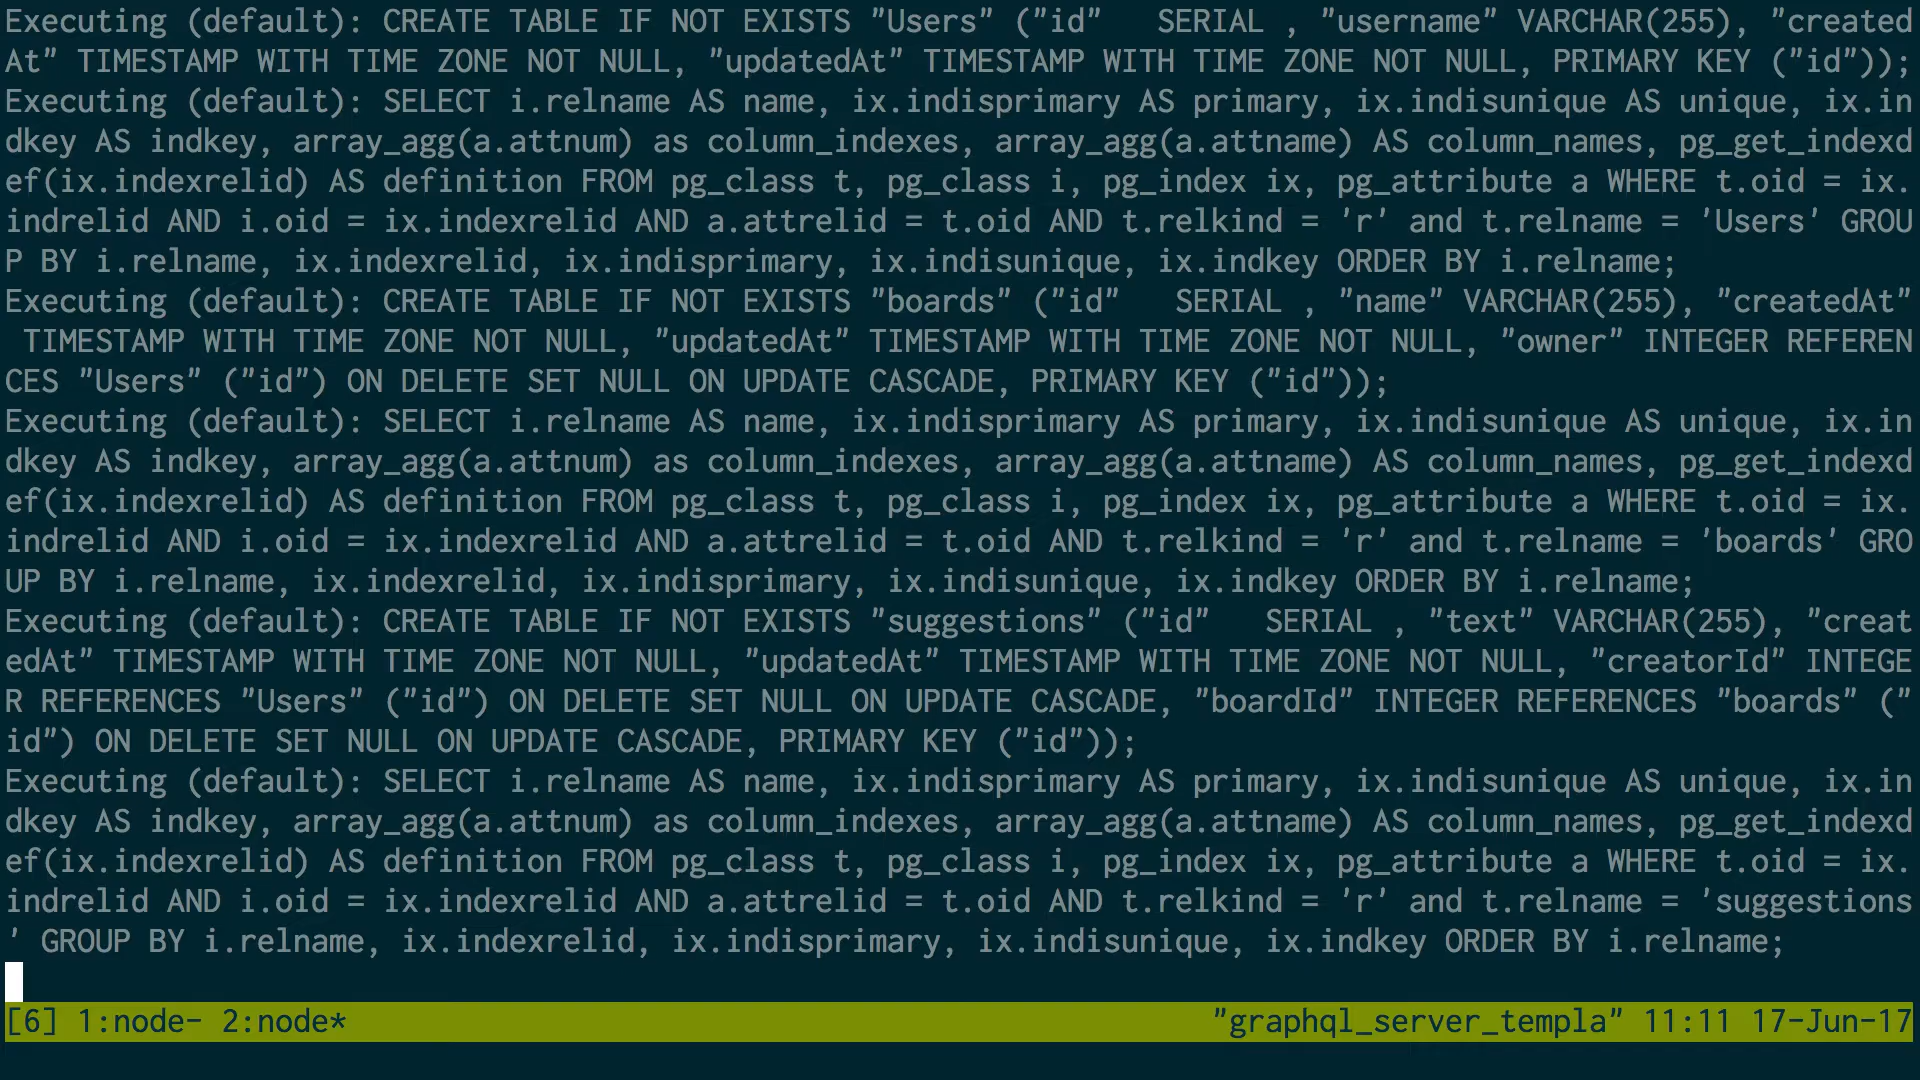 Executing (default): CREATE TABLE IF NOT EXISTS "Users" ("id"   SERIAL , "username" VARCHAR(255), "created
At" TIMESTAMP WITH TIME ZONE NOT NULL, "updatedAt" TIMESTAMP WITH TIME ZONE NOT NULL, PRIMARY KEY ("id"));
Executing (default): SELECT i.relname AS name, ix.indisprimary AS primary, ix.indisunique AS unique, ix.in
dkey AS indkey, array_agg(a.attnum) as column_indexes, array_agg(a.attname) AS column_names, pg_get_indexd
ef(ix.indexrelid) AS definition FROM pg_class t, pg_class i, pg_index ix, pg_attribute a WHERE t.oid = ix.
indrelid AND i.oid = ix.indexrelid AND a.attrelid = t.oid AND t.relkind = 'r' and t.relname = 'Users' GROU
P BY i.relname, ix.indexrelid, ix.indisprimary, ix.indisunique, ix.indkey ORDER BY i.relname;
Executing (default): CREATE TABLE IF NOT EXISTS "boards" ("id"   SERIAL , "name" VARCHAR(255), "createdAt"
 TIMESTAMP WITH TIME ZONE NOT NULL, "updatedAt" TIMESTAMP WITH TIME ZONE NOT NULL, "owner" INTEGER REFEREN
CES "Users" ("id") ON DELETE SET NULL ON UPDATE CASCADE, PRIMARY KEY ("id"));
Executing (default): SELECT i.relname AS name, ix.indisprimary AS primary, ix.indisunique AS unique, ix.in
dkey AS indkey, array_agg(a.attnum) as column_indexes, array_agg(a.attname) AS column_names, pg_get_indexd
ef(ix.indexrelid) AS definition FROM pg_class t, pg_class i, pg_index ix, pg_attribute a WHERE t.oid = ix.
indrelid AND i.oid = ix.indexrelid AND a.attrelid = t.oid AND t.relkind = 'r' and t.relname = 'boards' GRO
UP BY i.relname, ix.indexrelid, ix.indisprimary, ix.indisunique, ix.indkey ORDER BY i.relname;
Executing (default): CREATE TABLE IF NOT EXISTS "suggestions" ("id"   SERIAL , "text" VARCHAR(255), "creat
edAt" TIMESTAMP WITH TIME ZONE NOT NULL, "updatedAt" TIMESTAMP WITH TIME ZONE NOT NULL, "creatorId" INTEGE
R REFERENCES "Users" ("id") ON DELETE SET NULL ON UPDATE CASCADE, "boardId" INTEGER REFERENCES "boards" ("
id") ON DELETE SET NULL ON UPDATE CASCADE, PRIMARY KEY ("id"));
Executing (default): SELECT i.relname AS name, ix.indisprimary AS primary, ix.indisunique AS unique, ix.in
dkey AS indkey, array_agg(a.attnum) as column_indexes, array_agg(a.attname) AS column_names, pg_get_indexd
ef(ix.indexrelid) AS definition FROM pg_class t, pg_class i, pg_index ix, pg_attribute a WHERE t.oid = ix.
indrelid AND i.oid = ix.indexrelid AND a.attrelid = t.oid AND t.relkind = 'r' and t.relname = 'suggestions
' GROUP BY i.relname, ix.indexrelid, ix.indisprimary, ix.indisunique, ix.indkey ORDER BY i.relname;
[6] 1:node- 2:node* "graphql_server_templa" 11:11 17-Jun-17